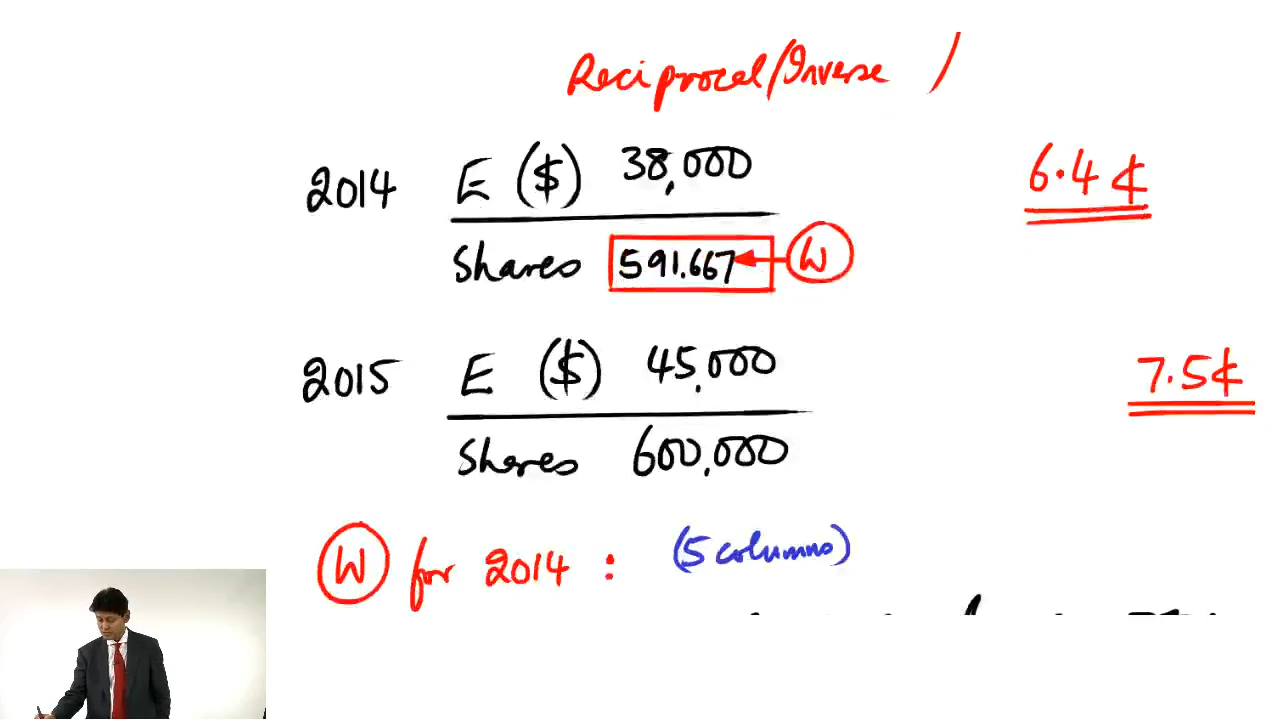 Reciprocal/Inverse /
2014 E ($) 38,000 6.4 ¢
Shares 591.667 W
2015 E ($) 45,000 7.5¢
Shares 600,000
W for 2014 : (5 columns)